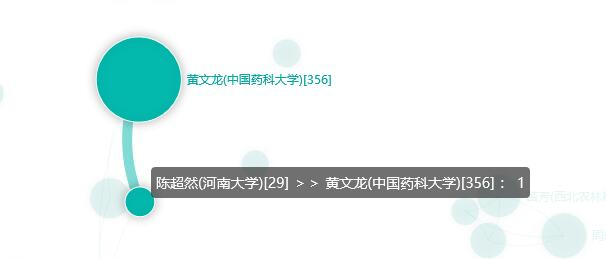 黄文龙(中国药科大学)[356]
陈超然(河南大学)[29] > > 黄文龙(中国药科大学)[356] : 1